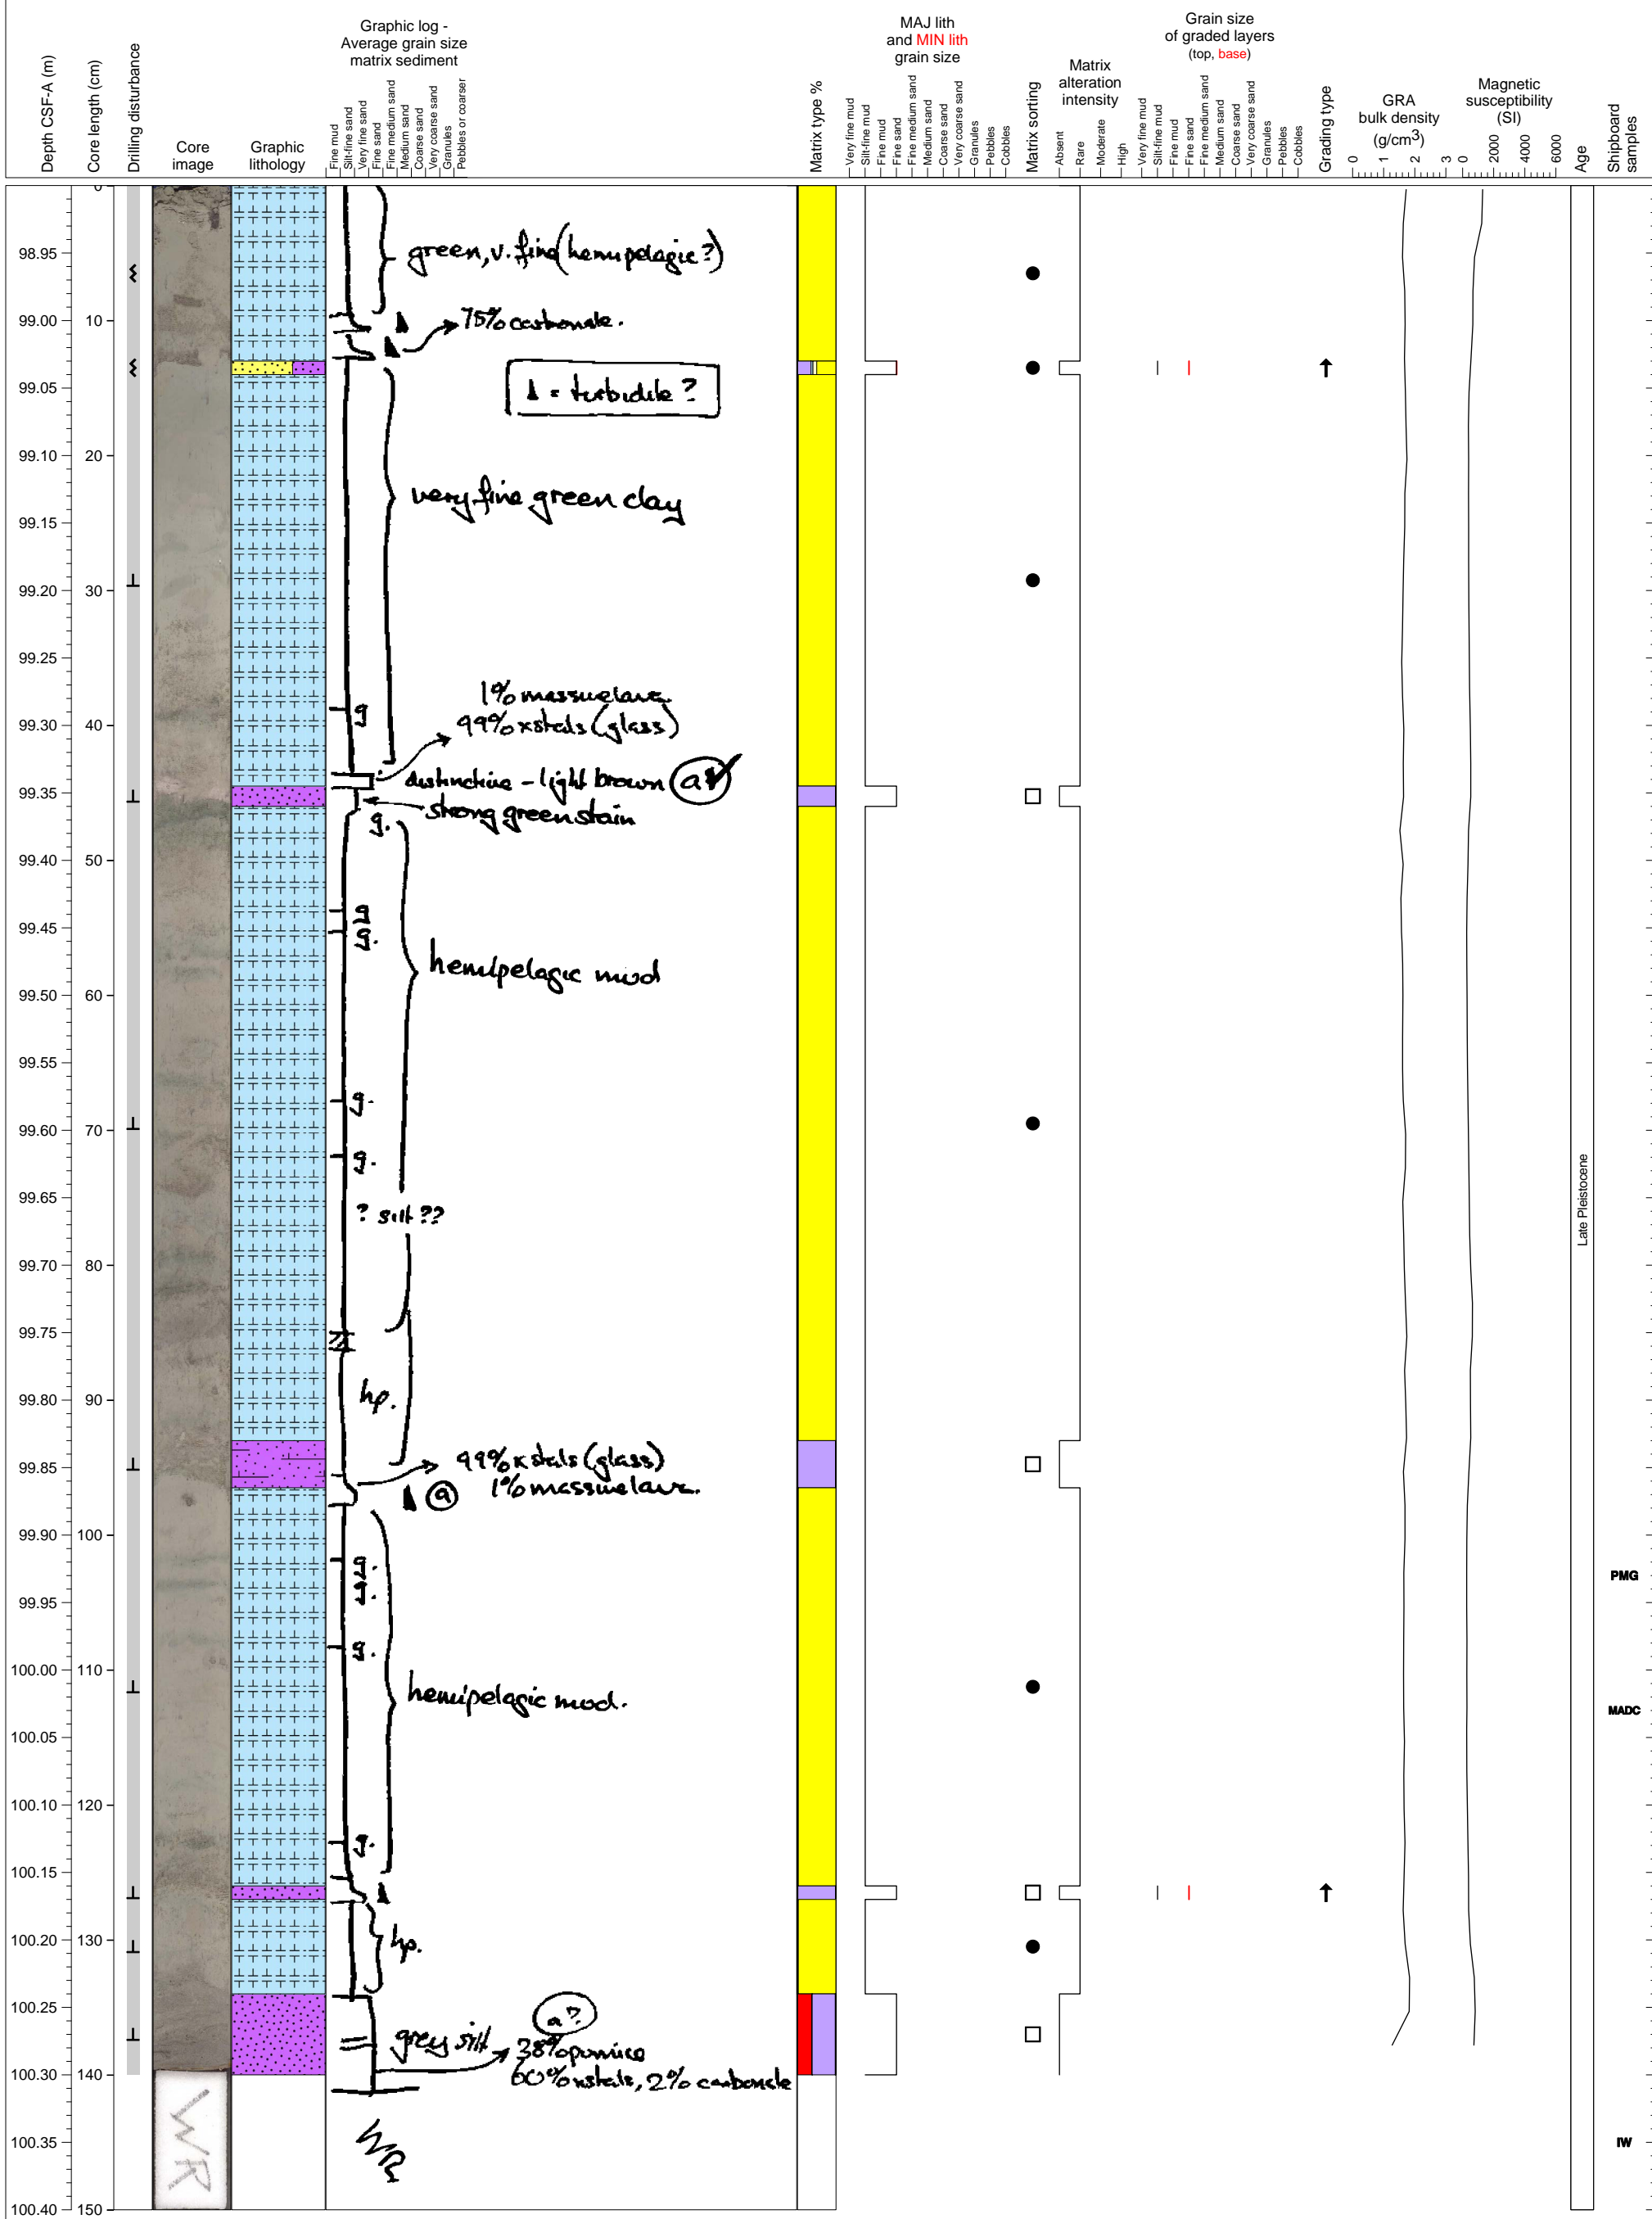 Depth CSF-A (m)
Core length (cm)
Drilling disturbance
Core
image
Graphic
lithology
Graphic log -
Average grain size
matrix sediment
Fine mud
Silt-fine sand
Very fine sand
Fine sand
Fine medium sand
Medium sand
Coarse sand
Very coarse sand
Granules
Pebbles or coarser
Matrix type %
MAJ lith
and MIN lith
grain size
Very fine mud
Silt-fine mud
Fine mud
Fine sand
Fine medium sand
Medium sand
Coarse sand
Very coarse sand
Granules
Pebbles
Cobbles
Matrix sorting
Matrix
alteration
intensity
Absent
Rare
Moderate
High
Grain size
of graded layers
(top, base)
Very fine mud
Silt-fine mud
Fine mud
Fine sand
Fine medium sand
Medium sand
Coarse sand
Very coarse sand
Granules
Pebbles
Cobbles
Grading type
GRA
bulk density
(g/cm3)
0 1 2 3
Magnetic
susceptibility
(SI)
0 2000 4000 6000
Age
Shipboard
samples
0
98.95
99.00 10
99.05
99.10 20
99.15
99.20 30
99.25
99.30 40
99.35
99.40 50
99.45
99.50 60
99.55
99.60 70
99.65
99.70 80
99.75
99.80 90
99.85
99.90 100
99.95
100.00 110
100.05
100.10 120
100.15
100.20 130
100.25
100.30 140
100.35
100.40 150
green, v. fine (hemipelagic?)
75% carbonate.
= turbidite?
very fine green clay
g
1% massive lava.
99% xstals (glass)
distinctive - light brown a
strong green stain
g.
g
g.
hemipelagic mud
g.
g.
? silt ??
??
hp.
99% xstals (glass)
1% massive lava.
a
g.
g.
g.
hemipelagic mud.
g.
hp.
a?
grey silt
38% pumice
60% xstals, 2% carbonate
WR
WR
Late Pleistocene
PMG
MADC
IW